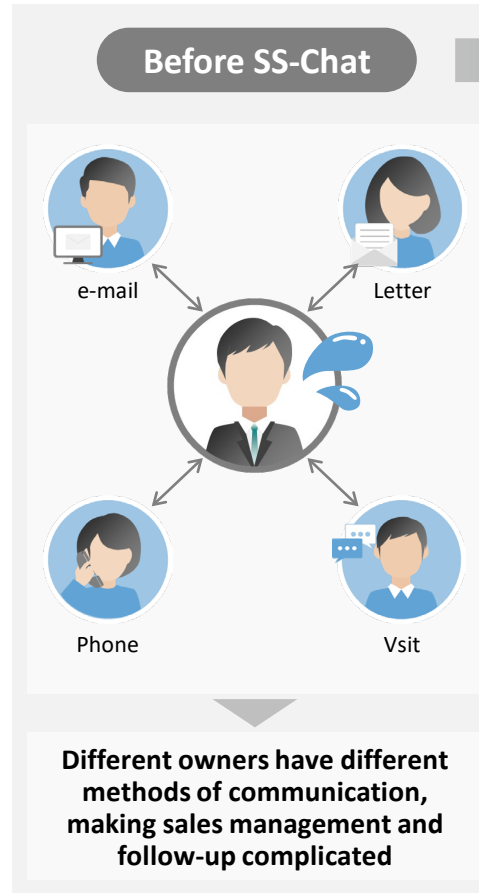 Before SS-Chat
e-mail
Letter
Phone
Vsit
Different owners have different
methods of communication,
making sales management and
follow-up complicated